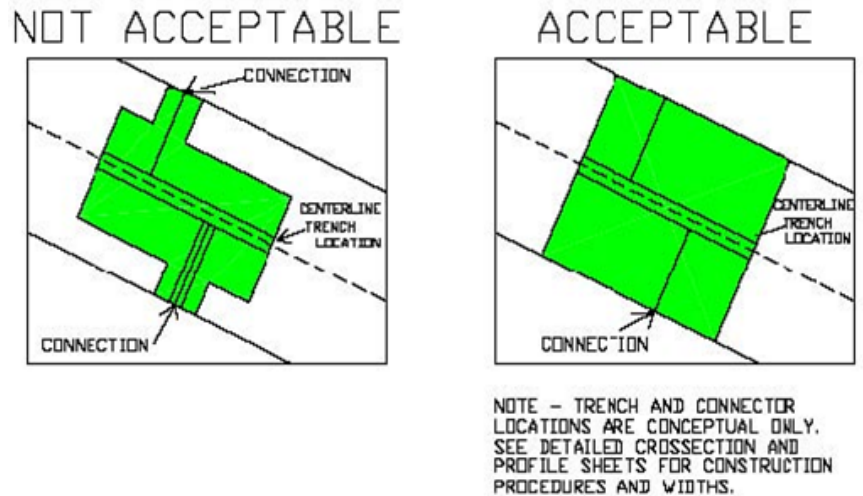 NOT ACCEPTABLE
CONNECTION
CENTERLINE
TRENCH
LOCATION
CONNECTION
ACCEPTABLE
CENTERLINE
TRENCH
LOCATION
CONNECTION
NOTE - TRENCH AND CONNECTOR
LOCATIONS ARE CONCEPTUAL ONLY.
SEE DETAILED CROSSECTION AND
PROFILE SHEETS FOR CONSTRUCTION
PROCEDURES AND WIDTHS.